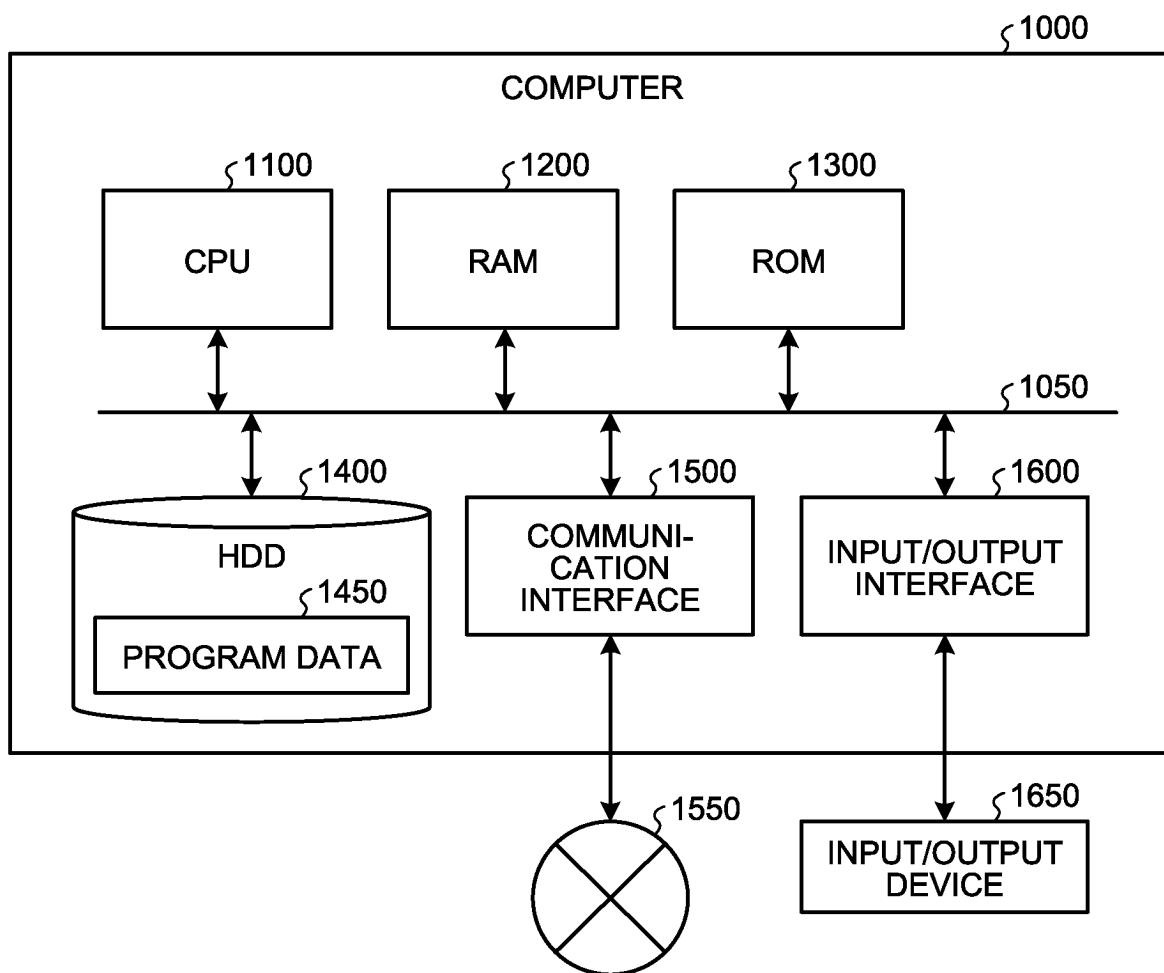 1000
COMPUTER
1100
1200
1300
CPU
RAM
ROM
1050
1400
1500
1600
HDD
COMMUNI-
CATION
INTERFACE
INPUT/OUTPUT
INTERFACE
1450
PROGRAM DATA
1550
1650
INPUT/OUTPUT
DEVICE